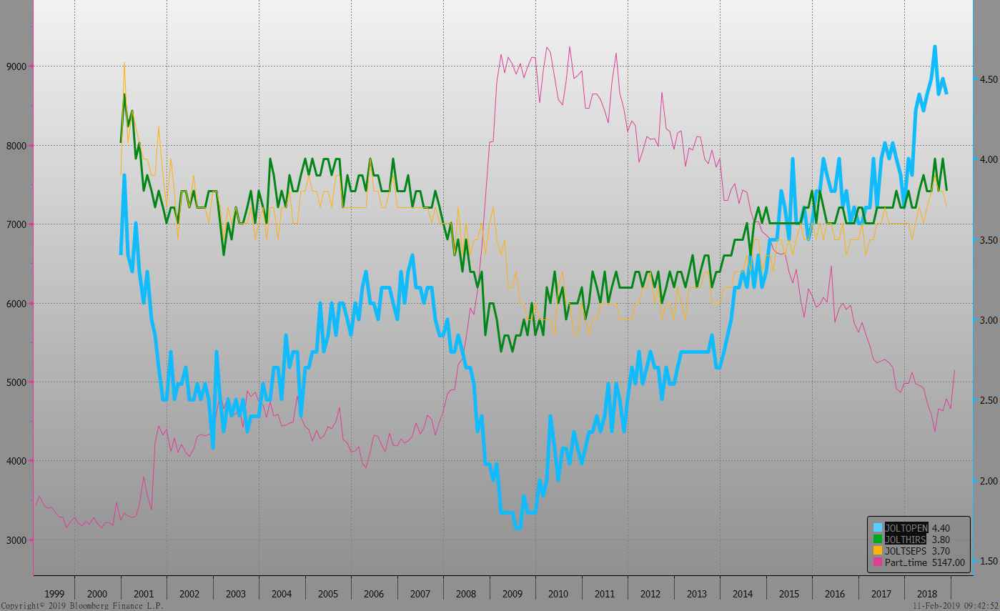 9000
8000
7000
6000
5000
4000
3000
4.50
4.00
3.50
3.00
2.50
2.00
1.50
JOLTOPEN 4.40
JOLTHIRS 3.80
JOLTSEPS 3.70
Part_time 5147.00
1999 2000 2001 2002 2003 2004 2005 2006 2007 2008 2009 2010 2011 2012 2013 2014 2015 2016 2017 2018
Copyright© 2019 Bloomberg Finance L.P. 11-Feb-2019 09:42:52